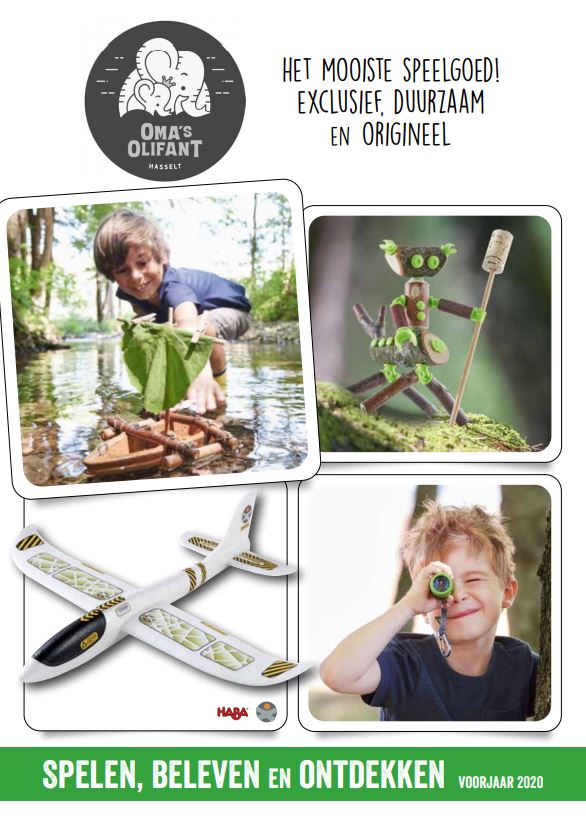 OMA'S
OLIFANT
HASSELT
HET MOOISTE SPEELGOED!
EXCLUSIEF, DUURZAAM
EN ORIGINEEL
HABA
SPELEN, BELEVEN EN ONTDEKKEN VOORJAAR 2020